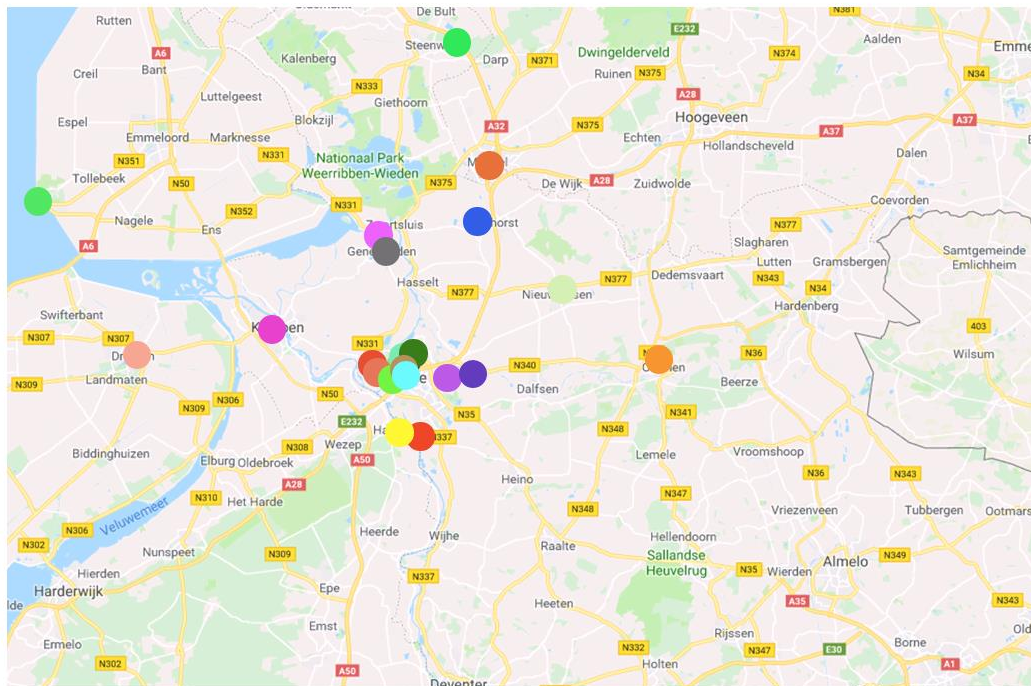 Rutten
De Bult
N381
E232
Aalden
Steenw
A6
Kalenberg
Darp
Dwingelderveld
N374
Creil
Bant
N371
Ruinen
N375
N34
N333
A28
Luttelgeest
Giethoorn
Hoogeveen
Espel
Blokzijl
A32
N375
A37
A37
Emmeloord
Marknesse
Echten
Hollandscheveld
N351
N331
Nationaal Park
Weerribben-Wieden
Dalen
Tollebeek
N50
N375
De Wijk
A28
Zuidwolde
Coevorden
N352
N331
Nagele
Ens
N377
A6
Slagharen
Samtgemeinde
Emlichheim
Lutten
Gramsbergen
Hasselt
N377
Dedemsvaart
N343
N377
N34
Hardenberg
Swifterbant
403
N307
N307
N331
N36
Wilsum
Landmaten
N340
N309
Dalfsen
Beerze
N50
N306
N309
E232
N35
N341
N348
N337
Biddinghuizen
N308
Wezep
Elburg
Oldebroek
A50
Lemele
Vroomshoop
A28
N36
N343
N310
Het Harde
Heino
N347
Veluwemeer
N348
Vriezenveen
Tubbergen
Ootmars
N306
Heerde
Wijhe
N302
Nunspeet
N309
Raalte
Hellendoorn
Sallandse
Heuvelrug
N349
Almelo
Hierden
N35
Wierden
Harderwijk
Epe
N337
Heeten
A35
N343
lde
Emst
Rijssen
Old
Ermelo
N332
N347
E30
Borne
N302
A50
Holten
A1
Deventer